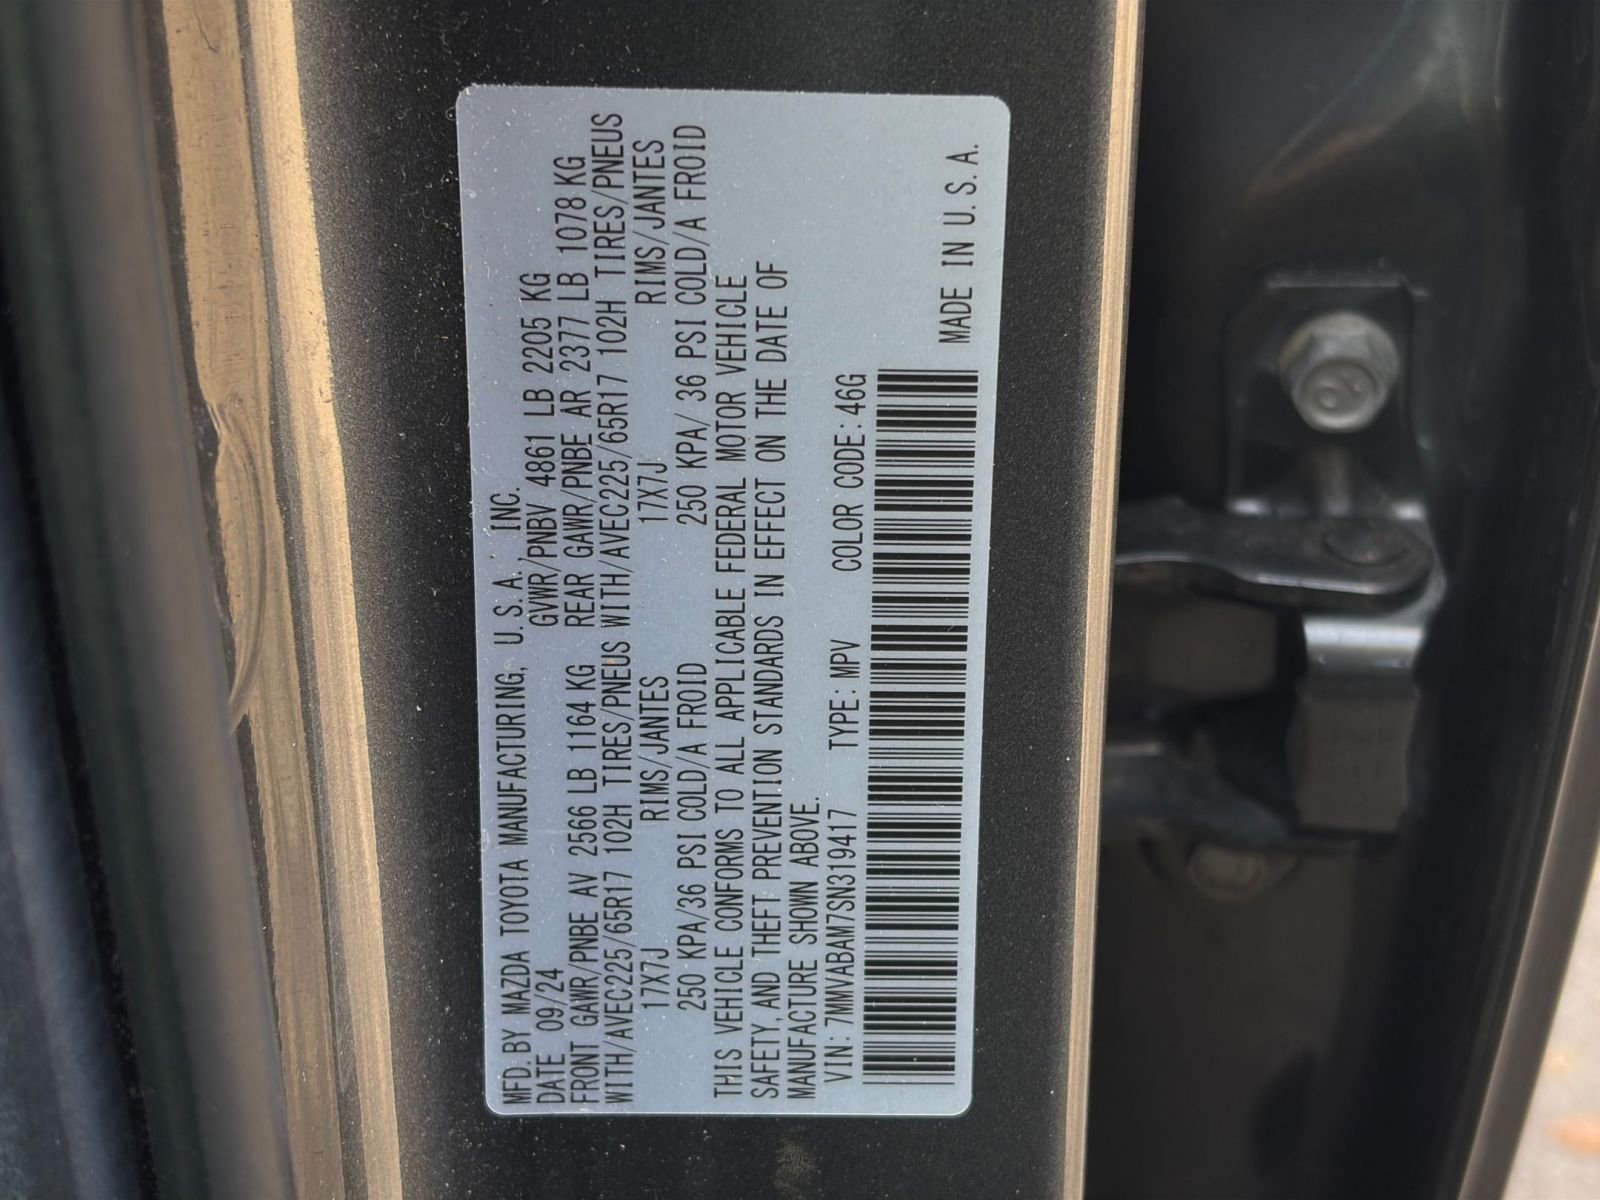 MFD. BY MAZDA TOYOTA MANUFACTURING, U.S.A., INC.
DATE 09/24 GVWR/PNBV 4861 LB 2205 KG
FRONT GAWR/PNBE AV 2566 LB 1164 KG REAR GAWR/PNBE AR 2377 LB 1078 KG
WITH/AVEC225/65R17 102H TIRES/PNEUS WITH/AVEC225/65R17 102H TIRES/PNEUS
17X7J RIMS/JANTES 17X7J RIMS/JANTES
250 KPA/36 PSI COLD/A FROID 250 KPA/ 36 PSI COLD/A FROID
THIS VEHICLE CONFORMS TO ALL APPLICABLE FEDERAL MOTOR VEHICLE
SAFETY, AND THEFT PREVENTION STANDARDS IN EFFECT ON THE DATE OF
MANUFACTURE SHOWN ABOVE.
VIN: 7MMVABAM7SN319417 TYPE: MPV COLOR CODE: 46G
MADE IN U.S.A.